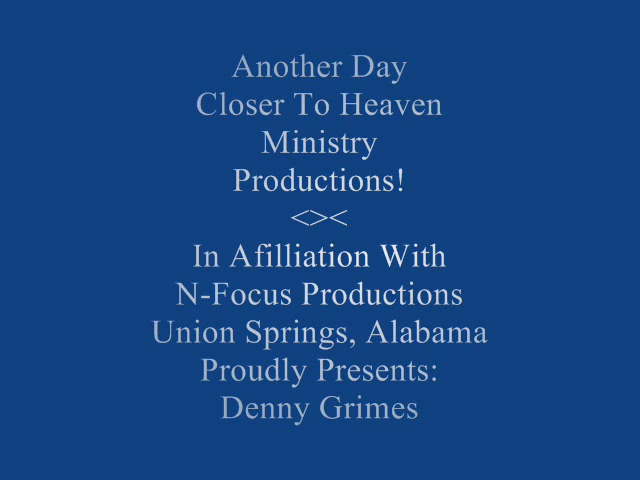 Another Day
Closer To Heaven
Ministry
Productions!
<><
In Afilliation With
N-Focus Productions
Union Springs, Alabama
Proudly Presents:
Denny Grimes